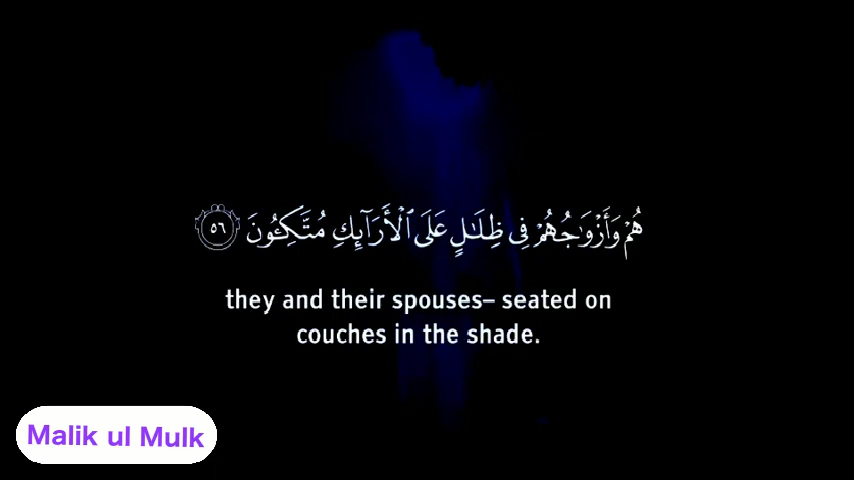 هُمْ وَأَزْوَٰجُهُمْ فِى ظِلَـٰلٍ عَلَى ٱلْأَرَآئِكِ مُتَّكِـُٔونَ ٥٦
they and their spouses– seated on
couches in the shade.
Malik ul Mulk